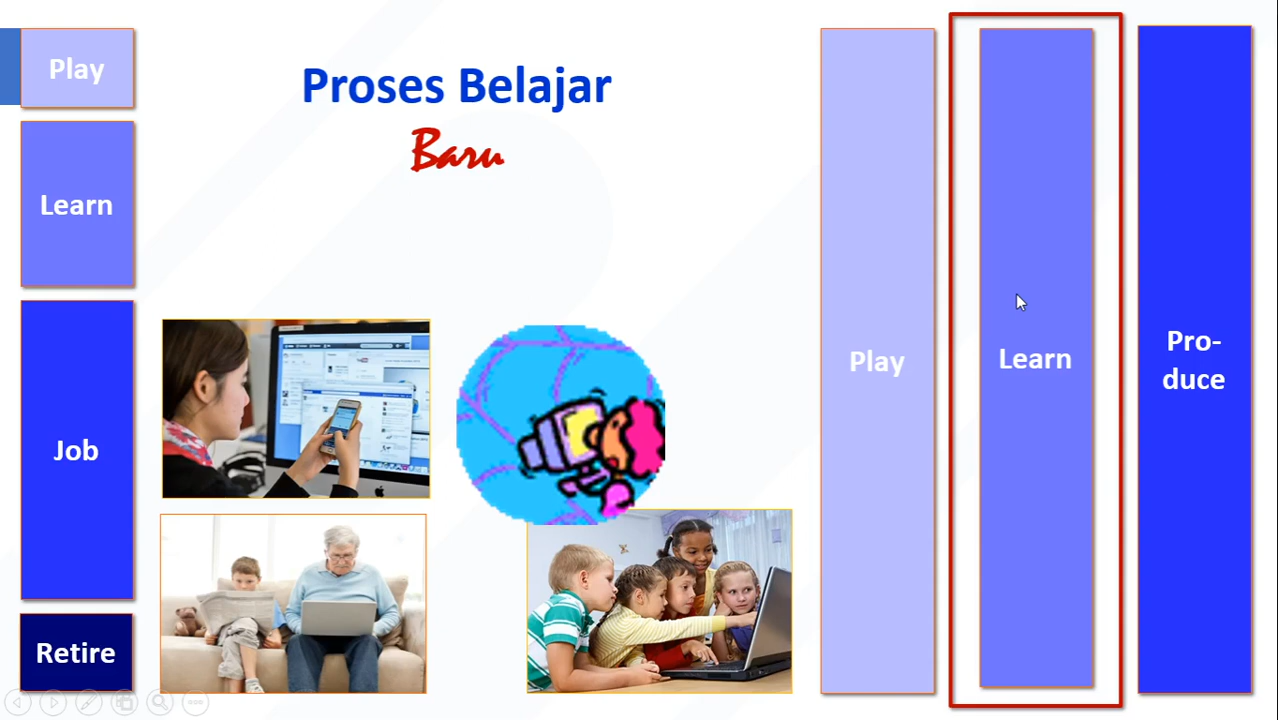 Play
Learn
Job
Retire
Proses Belajar
Baru
Play
Learn
Pro-
duce